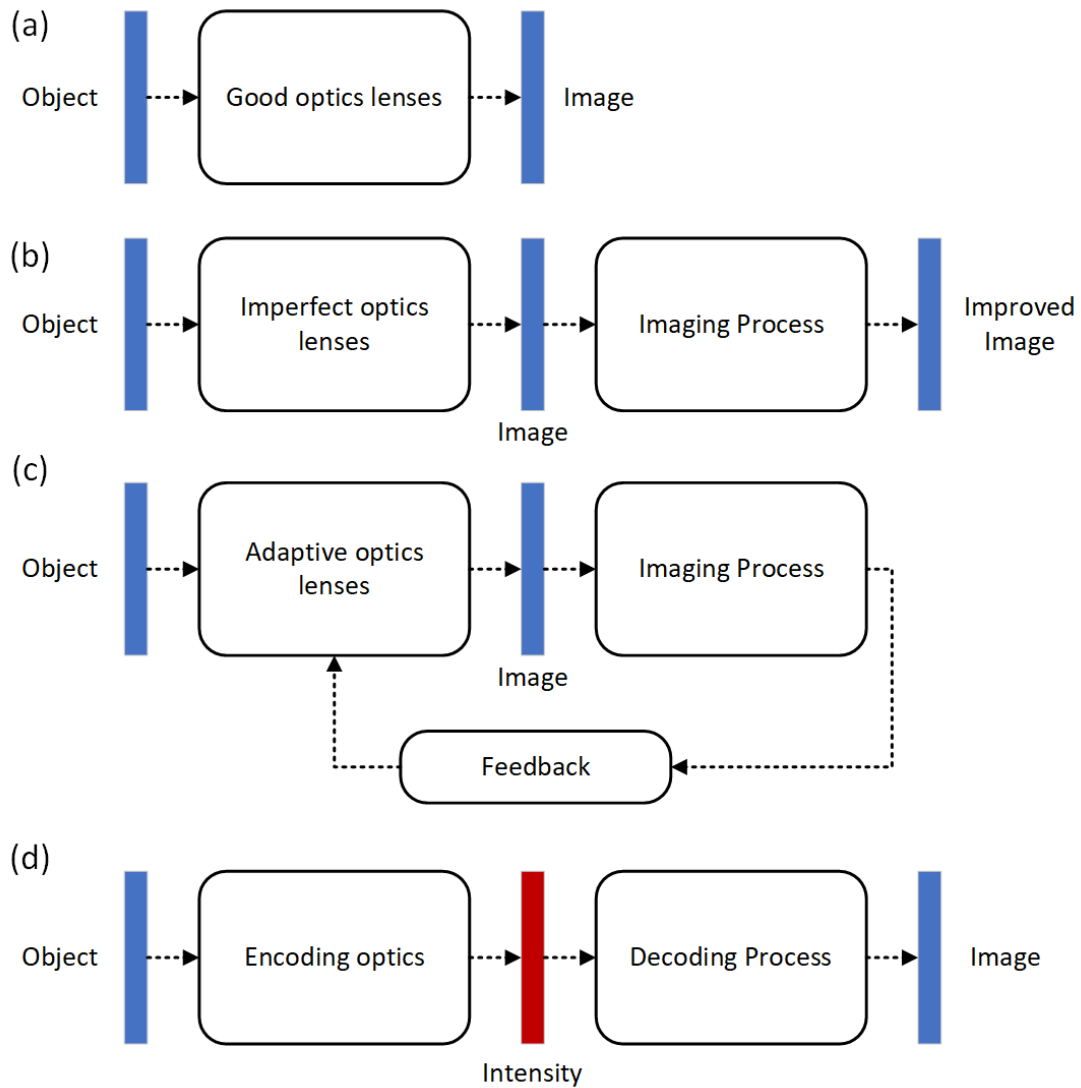 (a)
Object
Good optics lenses
Image
(b)
Object
Imperfect optics
lenses
Imaging Process
Improved
Image
Image
(c)
Object
Adaptive optics
lenses
Imaging Process
Image
Feedback
(d)
Object
Encoding optics
Decoding Process
Image
Intensity